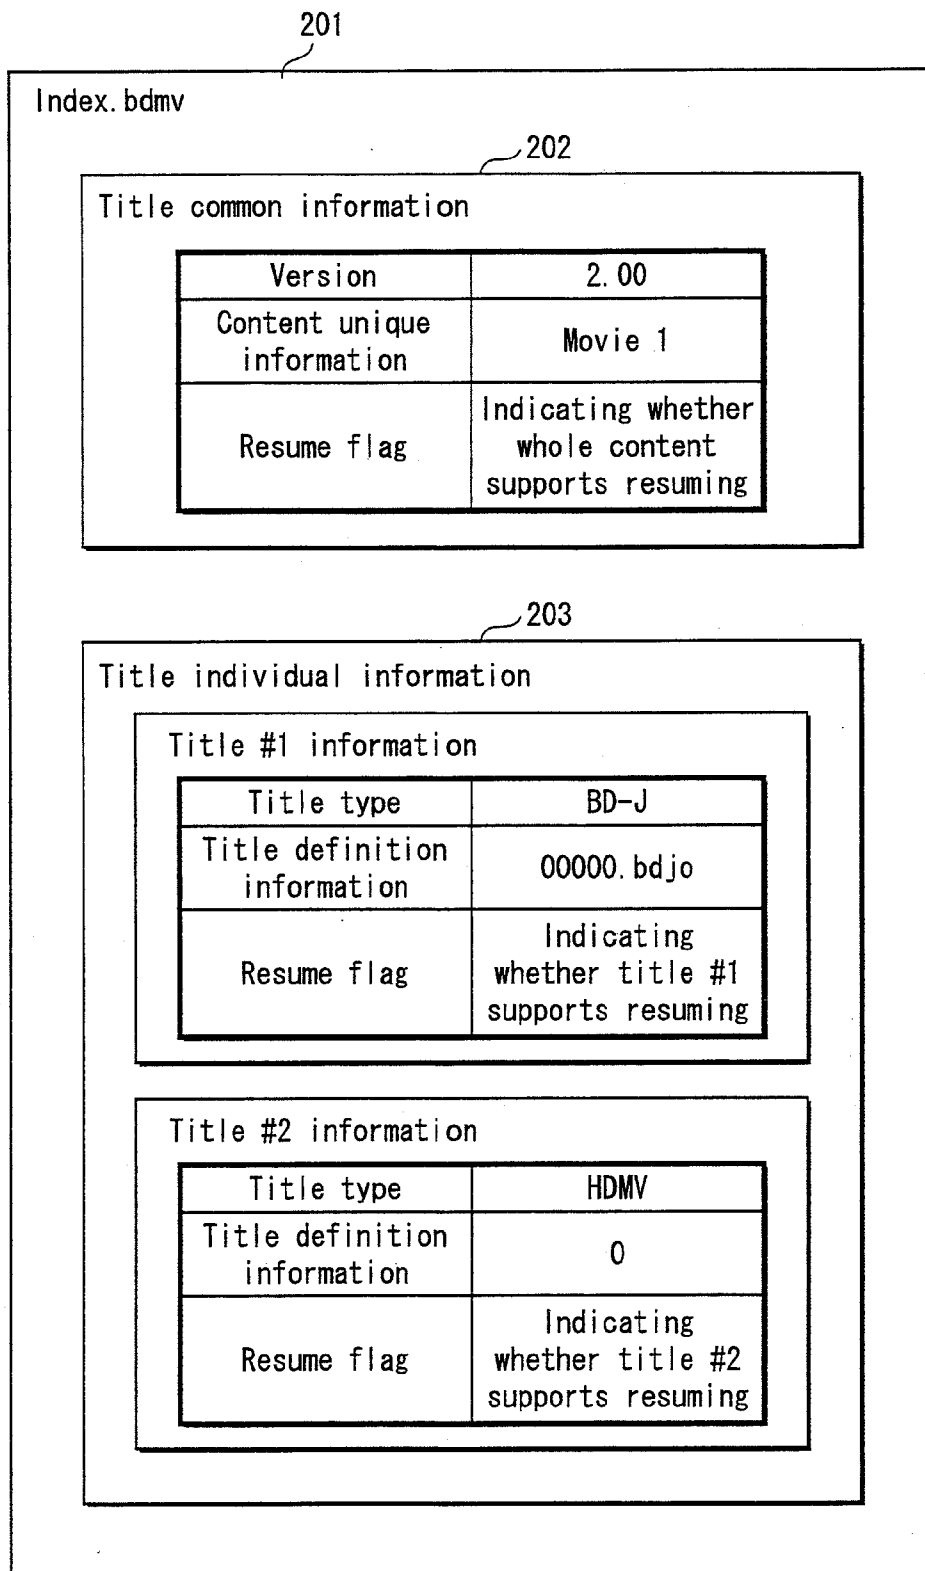 201
Index.bdmv
202
Title common information
Version 2.00
Content unique
information
Movie 1
Resume flag
Indicating whether
whole content
supports resuming
203
Title individual information
Title #1 information
Title type BD-J
Title definition
information
00000.bdjo
Resume flag
Indicating
whether title #1
supports resuming
Title #2 information
Title type HDMV
Title definition
information
0
Resume flag
Indicating
whether title #2
supports resuming